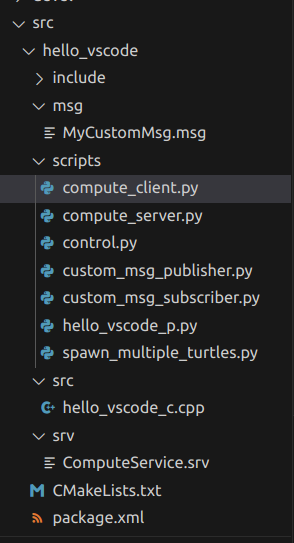 src
hello_vscode
include
msg
MyCustomMsg.msg
scripts
compute_client.py
compute_server.py
control.py
custom_msg_publisher.py
custom_msg_subscriber.py
hello_vscode_p.py
spawn_multiple_turtles.py
src
hello_vscode_c.cpp
srv
ComputeService.srv
CMakeLists.txt
package.xml